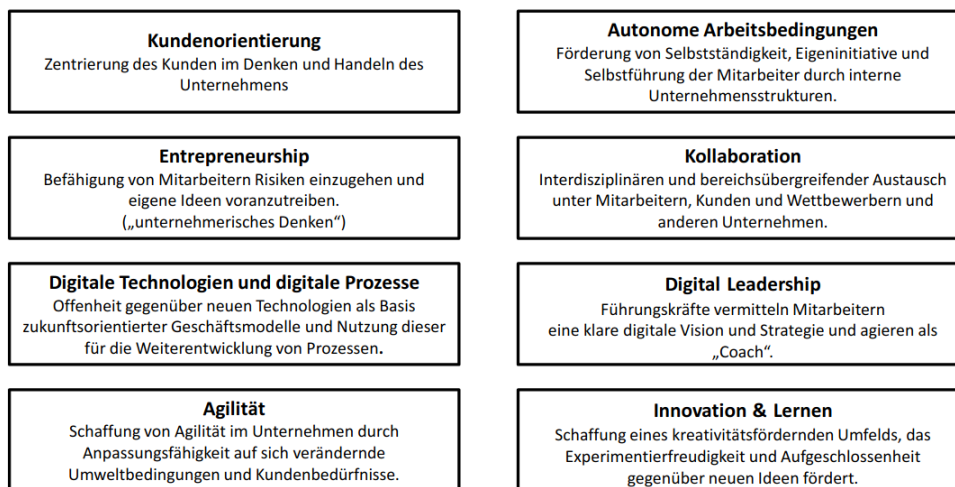 Kundenorientierung
Zentrierung des Kunden im Denken und Handeln des
Unternehmens
Autonome Arbeitsbedingungen
Förderung von Selbstständigkeit, Eigeninitiative und
Selbstführung der Mitarbeiter durch interne
Unternehmensstrukturen.
Entrepreneurship
Befähigung von Mitarbeitern Risiken einzugehen und
eigene Ideen voranzutreiben.
(„unternehmerisches Denken“)
Kollaboration
Interdisziplinären und bereichsübergreifender Austausch
unter Mitarbeitern, Kunden und Wettbewerbern und
anderen Unternehmen.
Digitale Technologien und digitale Prozesse
Offenheit gegenüber neuen Technologien als Basis
zukunftsorientierter Geschäftsmodelle und Nutzung dieser
für die Weiterentwicklung von Prozessen.
Digital Leadership
Führungskräfte vermitteln Mitarbeitern
eine klare digitale Vision und Strategie und agieren als
„Coach“.
Agilität
Schaffung von Agilität im Unternehmen durch
Anpassungsfähigkeit auf sich verändernde
Umweltbedingungen und Kundenbedürfnisse.
Innovation & Lernen
Schaffung eines kreativitätsfördernden Umfelds, das
Experimentierfreudigkeit und Aufgeschlossenheit
gegenüber neuen Ideen fördert.